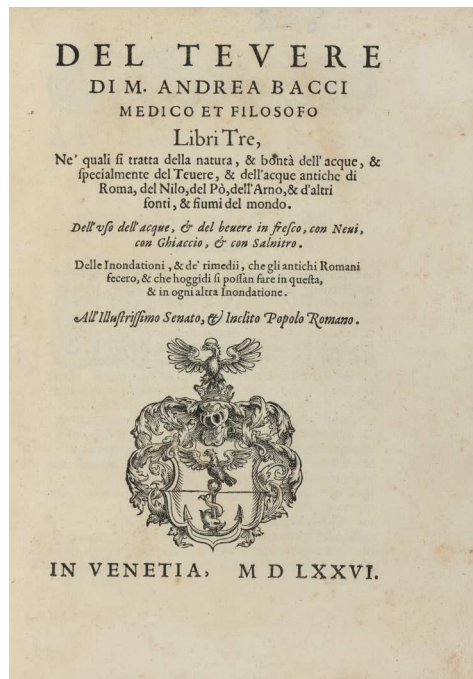 DEL TEVERE
DI M. ANDREA BACCI
MEDICO ET FILOSOFO
Libri Tre,
Ne' quali ſi tratta della natura, & bontà dell'acque, &
ſpecialmente del Teuere, & dell'acque antiche di
Roma, del Nilo, del Pò, dell'Arno, & d'altri
fonti, & fiumi del mondo.
Dell'vſo dell'acque, & del beuere in freſco, con Neui,
con Ghiaccio, & con Salnitro.
Delle Inondationi, & de' rimedii, che gli antichi Romani
fecero, & che hoggidi ſi poſſan fare in queſta,
& in ogni altra Inondatione.
All'Illuſtriſſimo Senato, & Inclito Popolo Romano.
IN VENETIA, M D LXXVI.